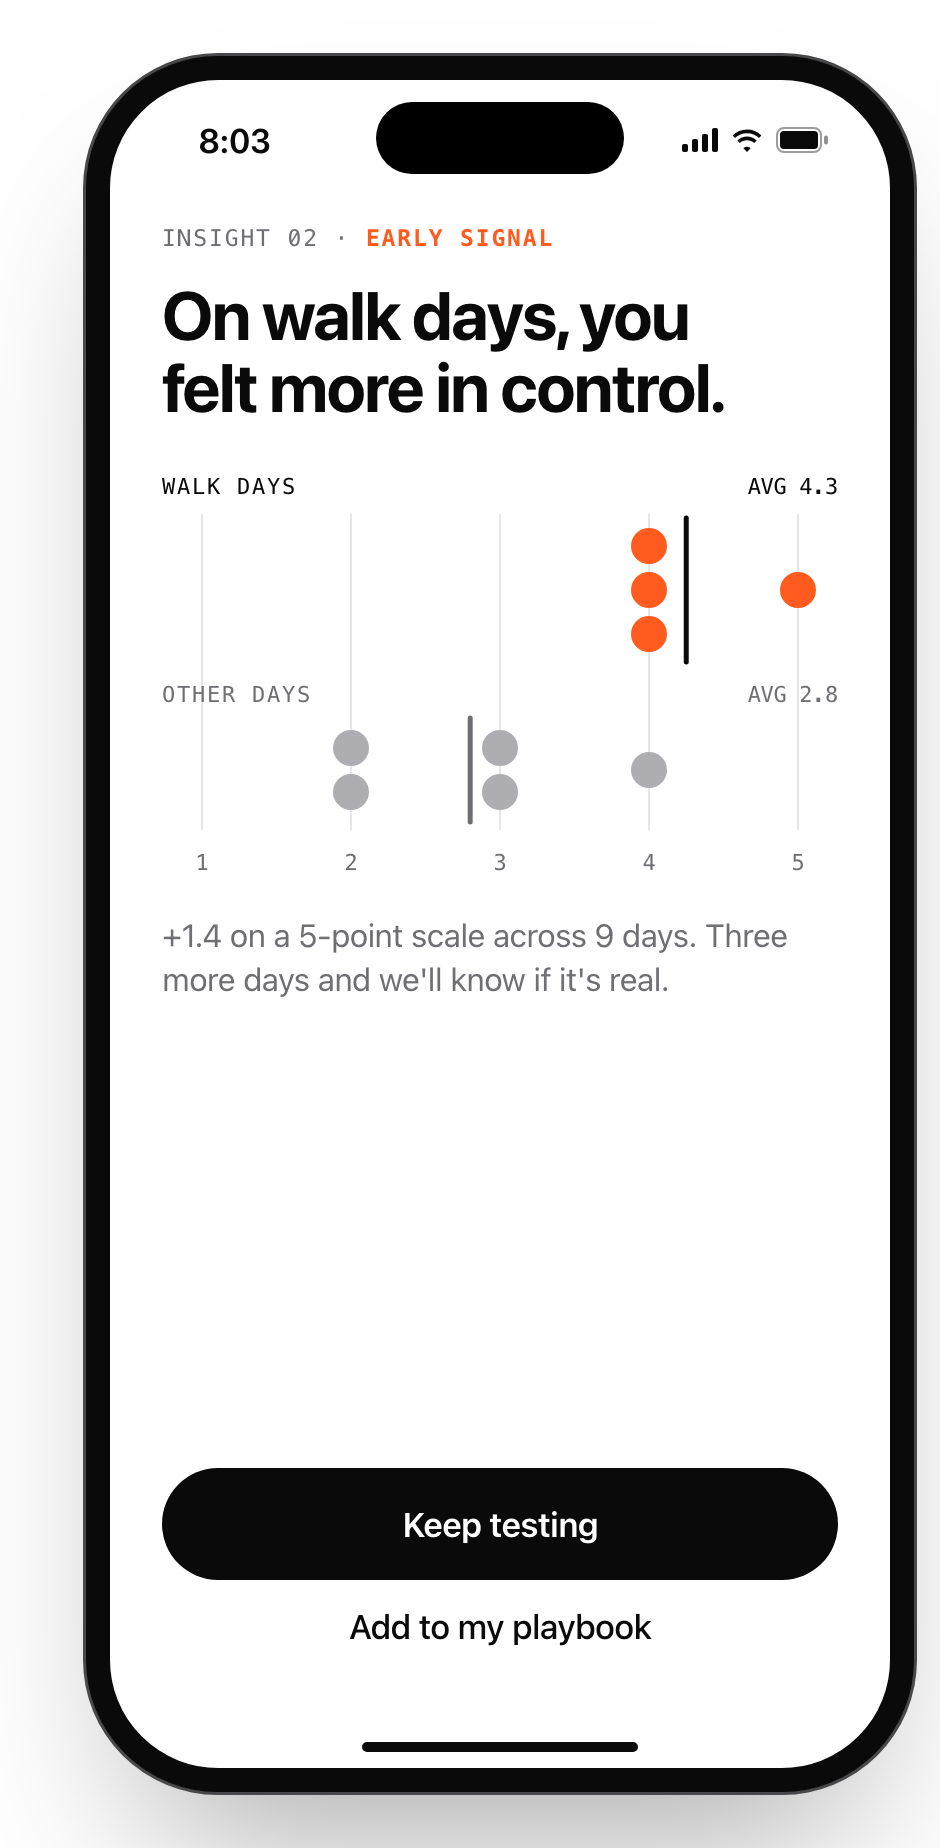 8:03
INSIGHT 02 · EARLY SIGNAL
On walk days, you
felt more in control.
WALK DAYS AVG 4.3
OTHER DAYS AVG 2.8
1 2 3 4 5
+1.4 on a 5-point scale across 9 days. Three
more days and we'll know if it's real.
Keep testing
Add to my playbook